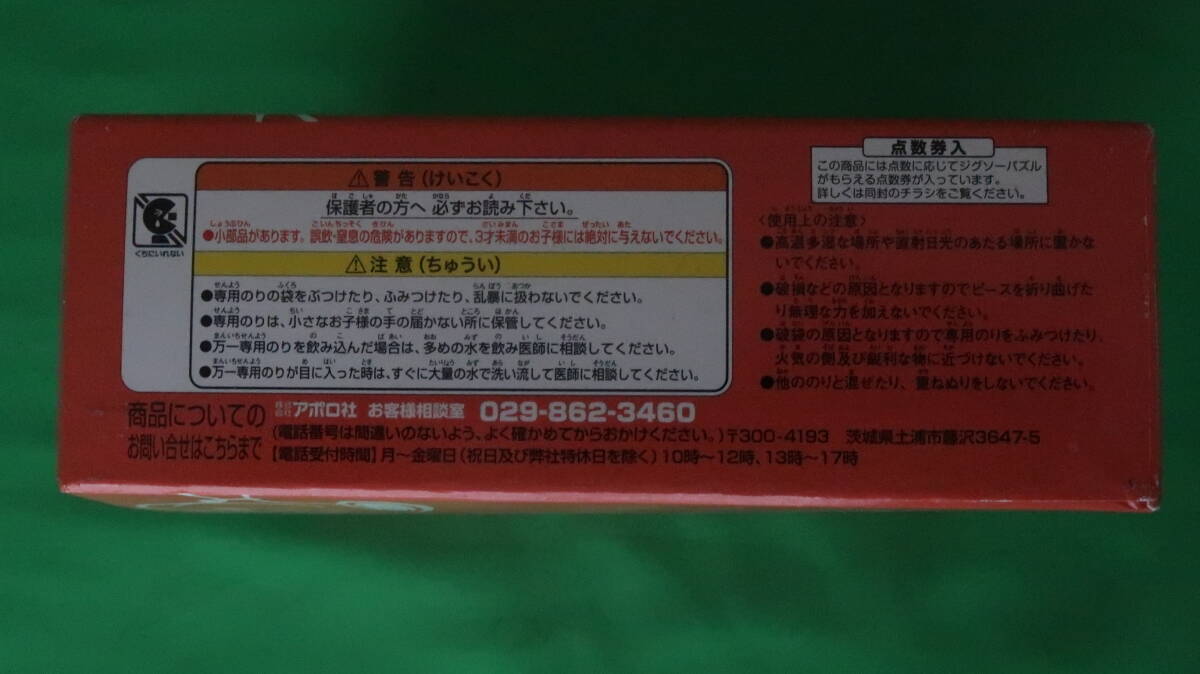 くちにいれない
⚠警告(けいこく)
保護者の方へ 必ずお読み下さい。
●小部品があります。誤飲・窒息の危険がありますので、3才未満のお子様には絶対に与えないでください。
⚠注意(ちゅうい)
●専用のりの袋をぶつけたり、ふみつけたり、乱暴に扱わないでください。
●専用のりは、小さなお子様の手の届かない所に保管してください。
●万一専用のりを飲み込んだ場合は、多めの水を飲み医師に相談してください。
●万一専用のりが目に入った時は、すぐに大量の水で洗い流して医師に相談してください。
商品についての
お問い合せはこちらまで
株式会社アポロ社 お客様相談室 029-862-3460
(電話番号は間違いのないよう、よく確かめてからおかけください。)〒300-4193 茨城県土浦市藤沢3647-5
【電話受付時間】月〜金曜日(祝日及び弊社特休日を除く)10時〜12時、13時〜17時
点数券入
この商品には点数に応じてジグソーパズル
がもらえる点数券が入っています。
詳しくは同封のチラシをご覧ください。
〈使用上の注意〉
●高温多湿な場所や直射日光のあたる場所に置かな
いでください。
●破損などの原因となりますのでピースを折り曲げた
り無理な力を加えないでください。
●破袋の原因となりますので専用のりをふみつけたり、
火気の側及び鋭利な物に近づけないでください。
●他ののりと混ぜたり、重ねぬりをしないでください。